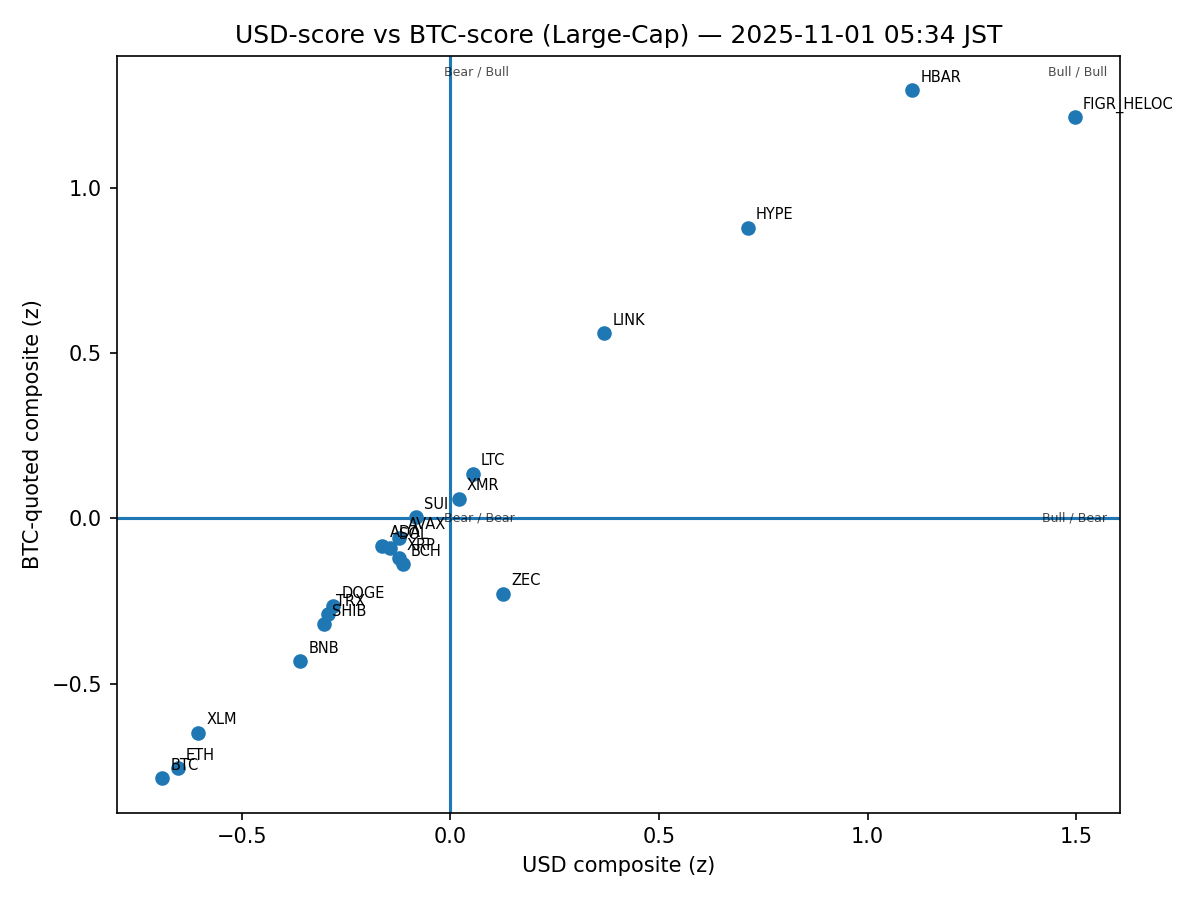 USD-score vs BTC-score (Large-Cap) — 2025-11-01 05:34 JST
Bear / Bull
Bull / Bull
HBAR
FIGR_HELOC
1.0
HYPE
0.5
LINK
LTC
XMR
SUI
0.0
Bear / Bear
Bull / Bear
AVAX
ADA
SOL
XRP
BCH
ZEC
DOGE
TRX
SHIB
BNB
−0.5
XLM
ETH
BTC
−0.5
0.0
0.5
1.0
1.5
USD composite (z)
BTC-quoted composite (z)